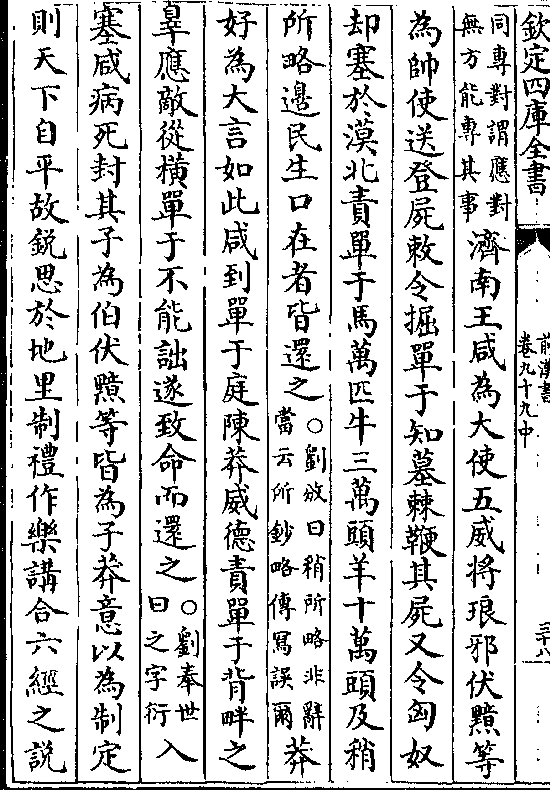 欽定四庫全書
前漢書
卷九十九中
三十八
同專對謂應對
無方能專其事
濟南王咸為大使五威將琅邪伏黯等
為帥使送登屍敕令掘單于知墓棘鞭其屍又令匈奴
却塞於漠北責單于馬萬匹牛三萬頭羊十萬頭及稍
所略邊民生口在者皆還之
○劉攽曰稍所略非辭
當云所鈔略傳冩誤爾
莽
好為大言如此咸到單于庭陳莽威德責單于背畔之
辠應敵從横單于不能詘遂致命而還之
○劉奉世
曰之字衍
入
塞咸病死封其子為伯伏黯等皆為子莽意以為制定
則天下自平故鋭思於地里制禮作樂講合六經之説